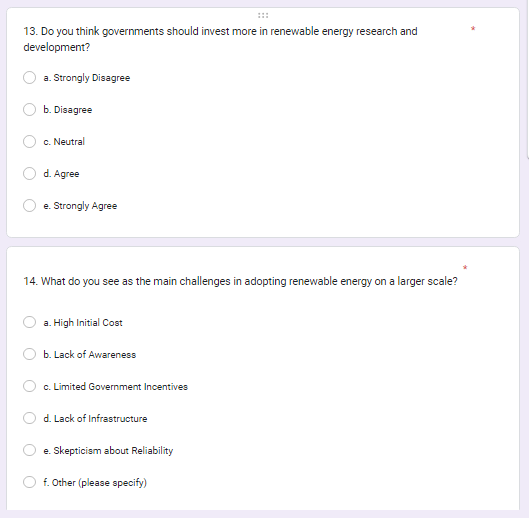 13. Do you think governments should invest more in renewable energy research and *
development?
a. Strongly Disagree
b. Disagree
c. Neutral
d. Agree
e. Strongly Agree
*
14. What do you see as the main challenges in adopting renewable energy on a larger scale?
a. High Initial Cost
b. Lack of Awareness
c. Limited Government Incentives
d. Lack of Infrastructure
e. Skepticism about Reliability
f. Other (please specify)